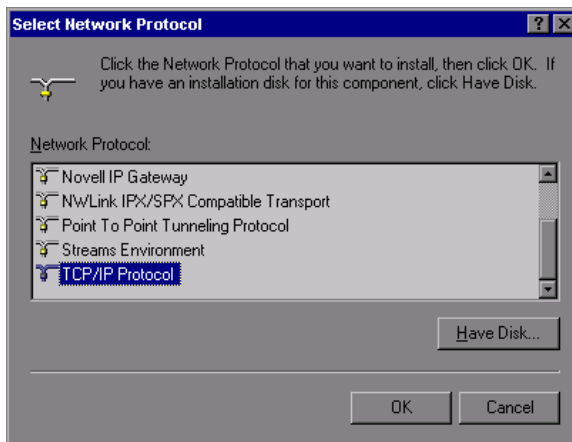 Select Network Protocol
Click the Network Protocol that you want to install, then click OK. If
you have an installation disk for this component, click Have Disk.
Network Protocol:
Novell IP Gateway
NWLink IPX/SPX Compatible Transport
Point To Point Tunneling Protocol
Streams Environment
TCP/IP Protocol
Have Disk...
OK
Cancel